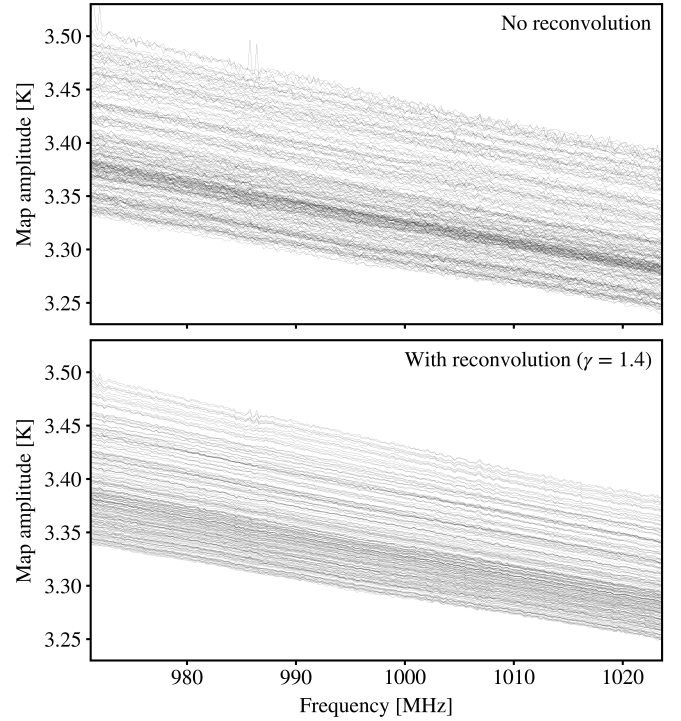 No reconvolution
3.50
3.45
3.40
3.35
3.30
3.25
Map amplitude [K]
With reconvolution (γ = 1.4)
3.50
3.45
3.40
3.35
3.30
3.25
Map amplitude [K]
980 990 1000 1010 1020
Frequency [MHz]